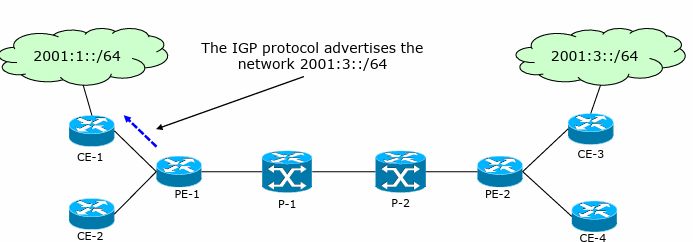 The IGP protocol advertises the
network 2001:3::/64
2001:1::/64
2001:3::/64
CE-1
CE-3
PE-1
P-1
P-2
PE-2
CE-2
CE-4